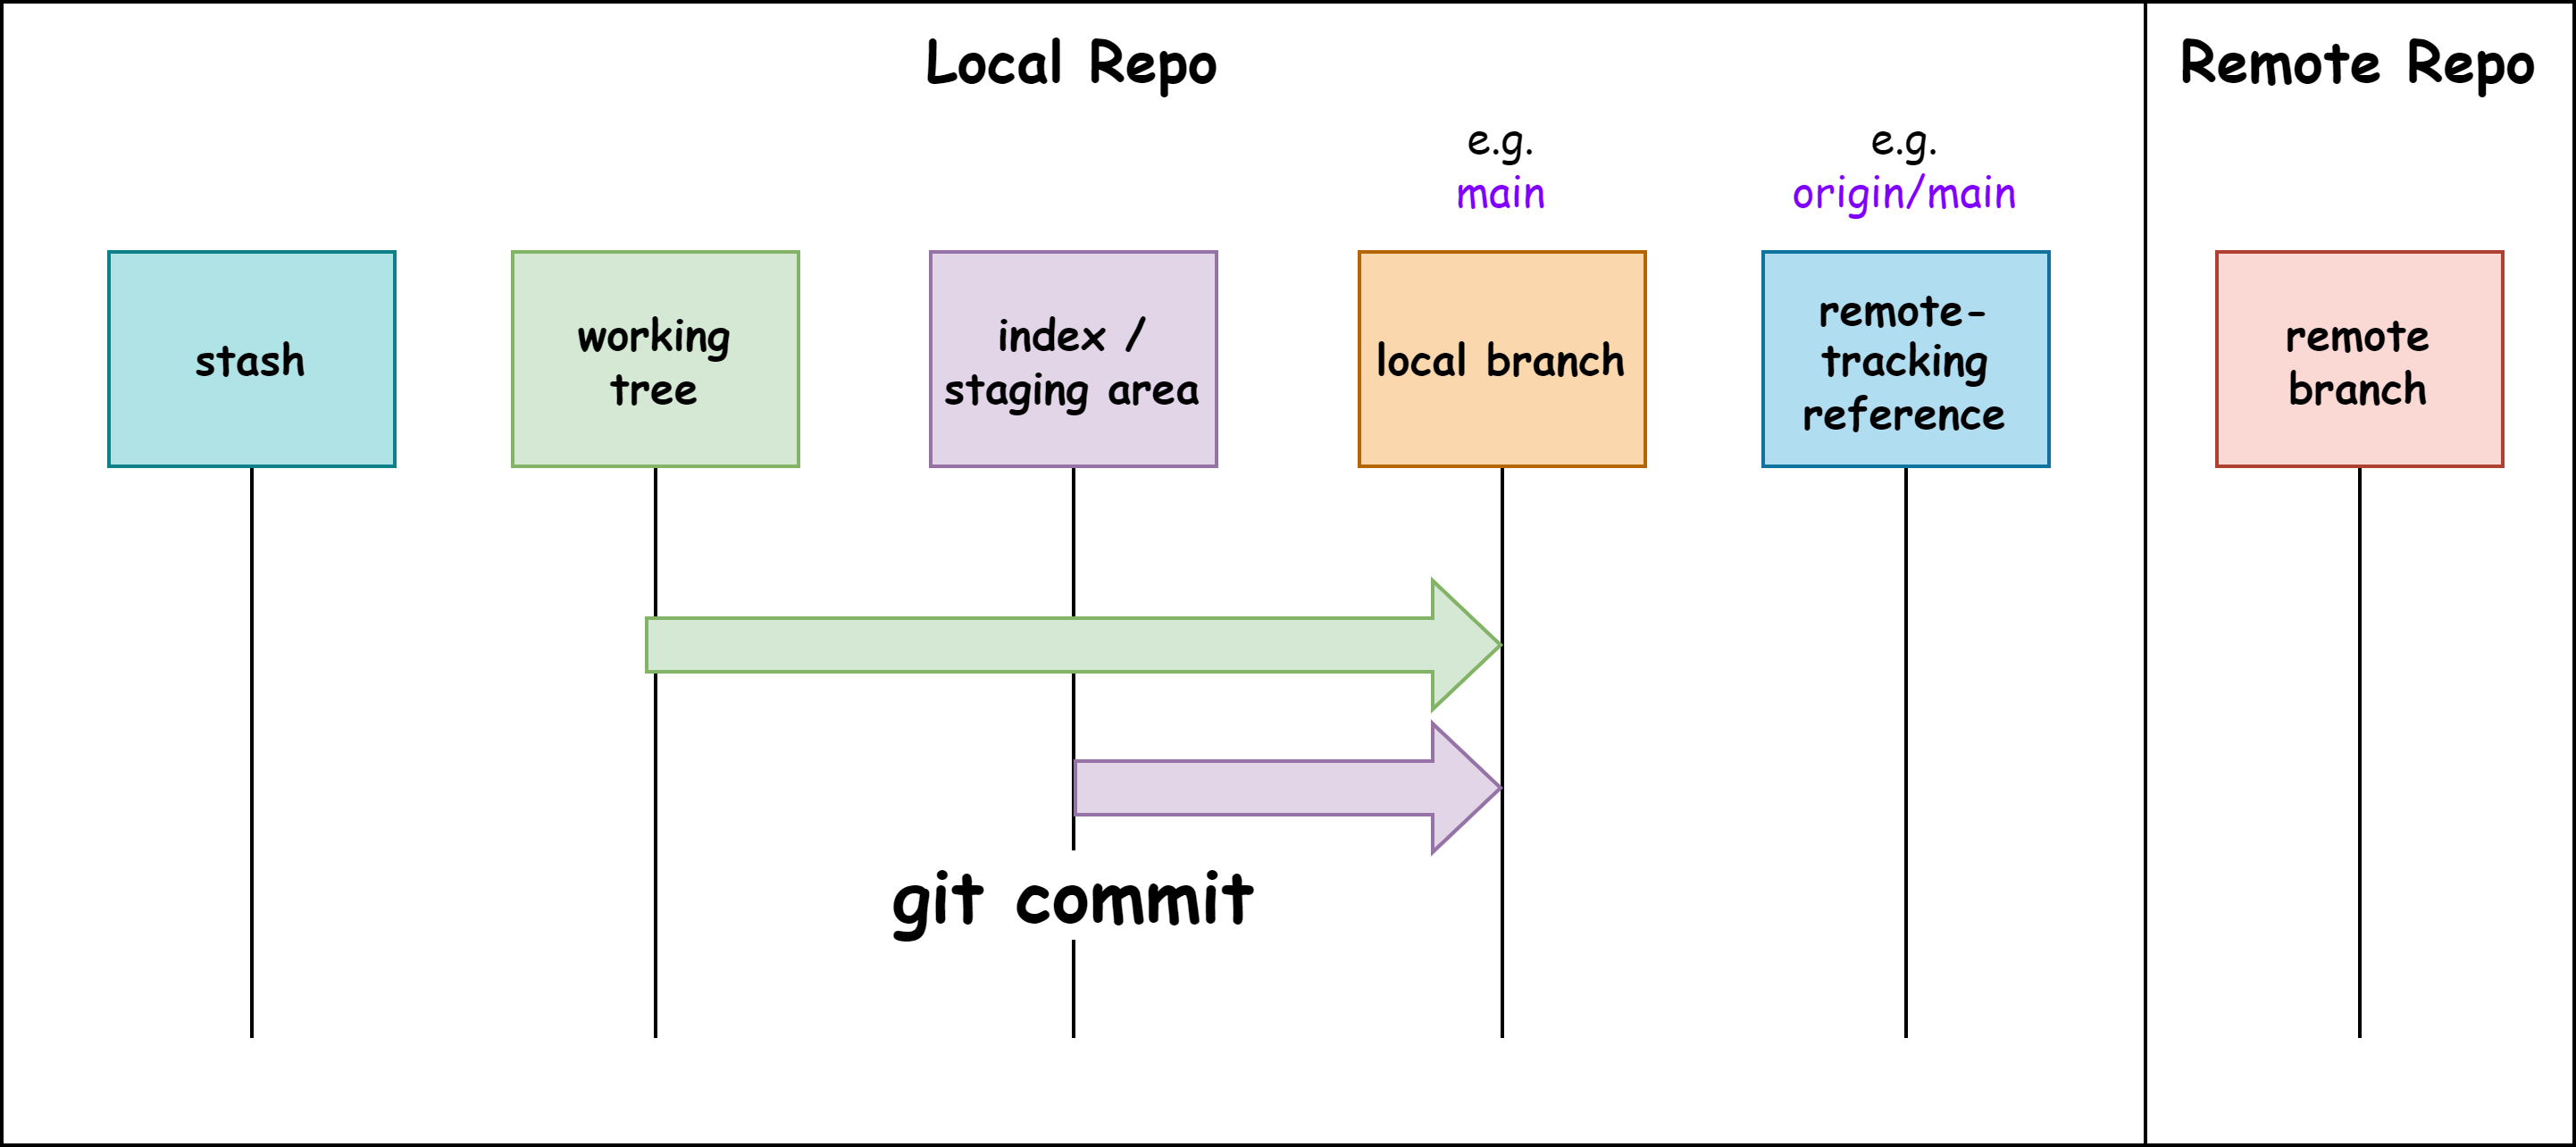 Local Repo
Remote Repo
e.g.
main
e.g.
origin/main
stash
working
tree
index /
staging area
local branch
remote-
tracking
reference
remote
branch
git commit